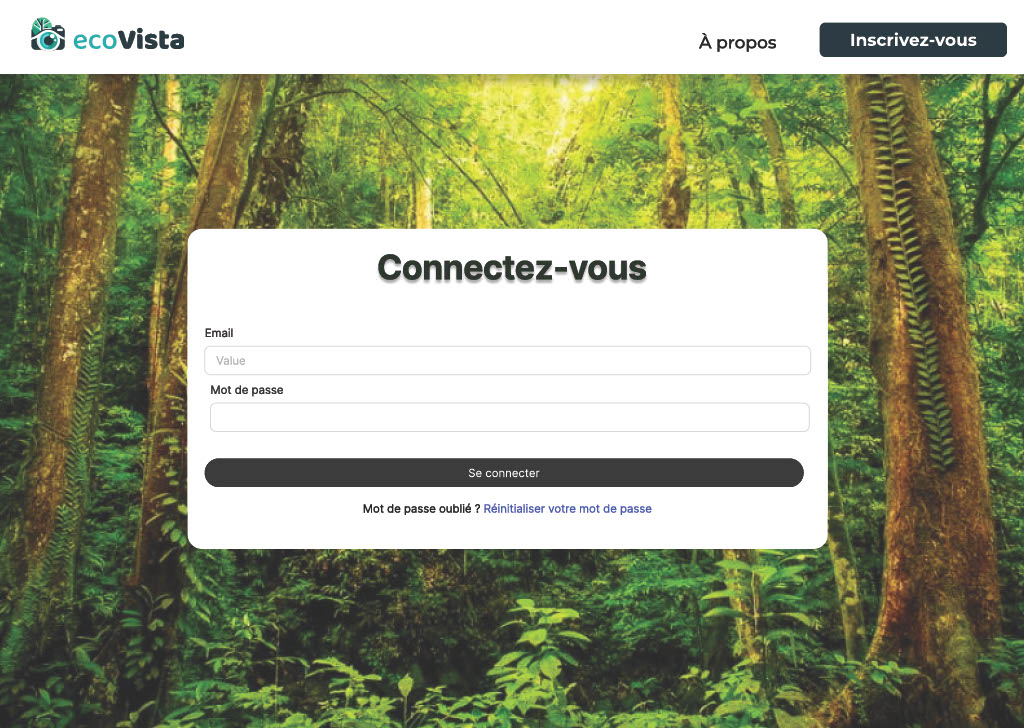 ecoVista
À propos
Inscrivez-vous
Connectez-vous
Email
Value
Mot de passe
Se connecter
Mot de passe oublié ? Réinitialiser votre mot de passe